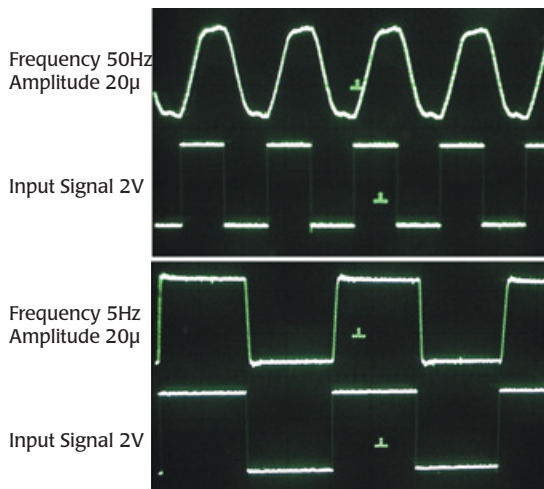 Frequency 50Hz
Amplitude 20μ
Input Signal 2V
Frequency 5Hz
Amplitude 20μ
Input Signal 2V